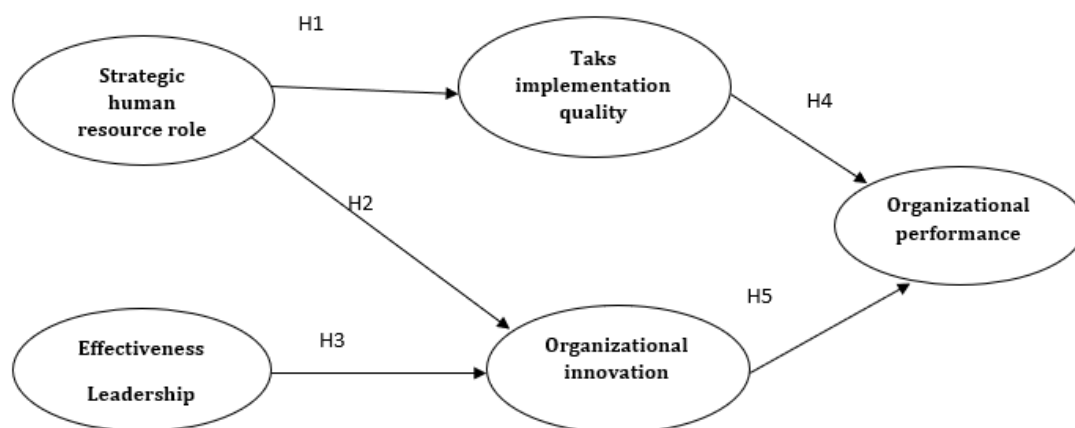 H1
Strategic
human
resource role
Taks
implementation
quality
H4
H2
Organizational
performance
H3
H5
Effectiveness
Leadership
Organizational
innovation